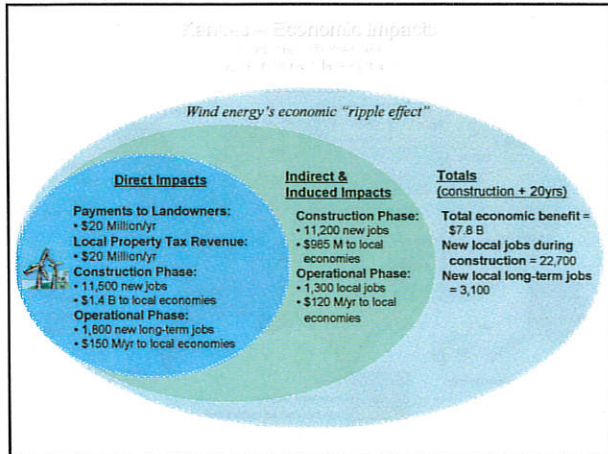 Kansas – Economic Impacts
Wind energy's economic "ripple effect"
Direct Impacts
Payments to Landowners:
• $20 Million/yr
Local Property Tax Revenue:
• $20 Million/yr
Construction Phase:
• 11,500 new jobs
• $1.4 B to local economies
Operational Phase:
• 1,800 new long-term jobs
• $150 M/yr to local economies
Indirect &
Induced Impacts
Construction Phase:
• 11,200 new jobs
• $985 M to local
economies
Operational Phase:
• 1,300 local jobs
• $120 M/yr to local
economies
Totals
(construction + 20yrs)
Total economic benefit =
$7.8 B
New local jobs during
construction = 22,700
New local long-term jobs
= 3,100